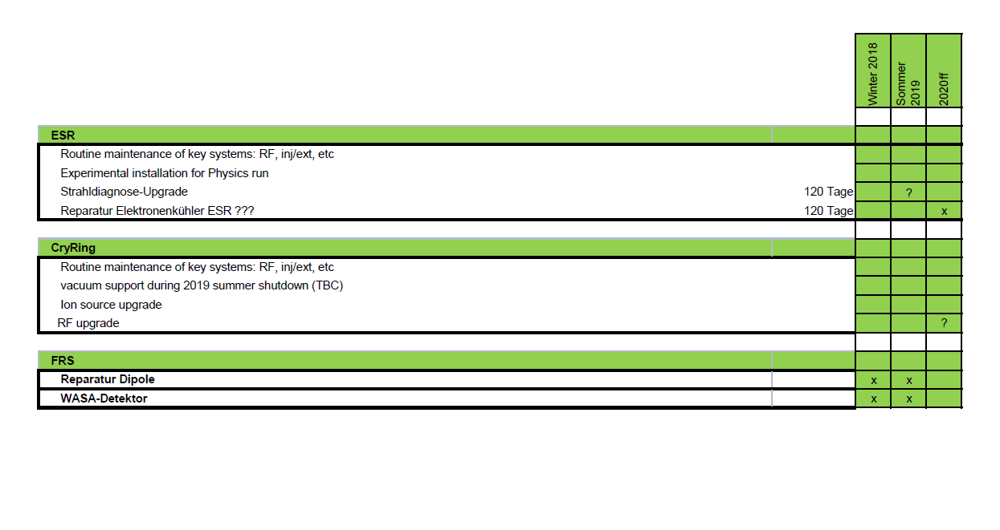 Winter 2018
Sommer
2019
2020ff
ESR
Routine maintenance of key systems: RF, inj/ext, etc
Experimental installation for Physics run
Strahldiagnose-Upgrade 120 Tage ?
Reparatur Elektronenkühler ESR ??? 120 Tage x
CryRing
Routine maintenance of key systems: RF, inj/ext, etc
vacuum support during 2019 summer shutdown (TBC)
Ion source upgrade
RF upgrade ?
FRS
Reparatur Dipole x x
WASA-Detektor x x